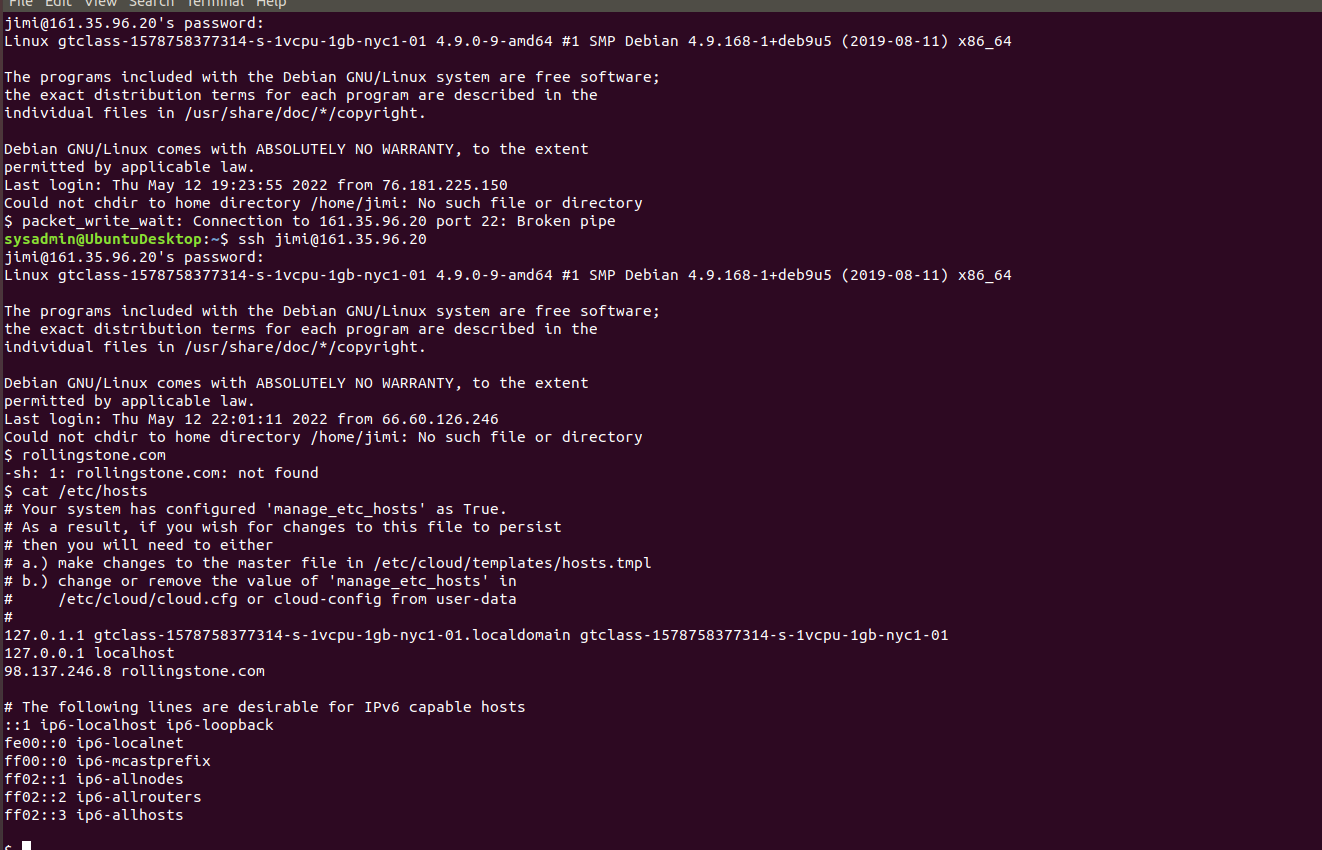 File Edit View Search Terminal Help
jimi@161.35.96.20's password:
Linux gtclass-1578758377314-s-1vcpu-1gb-nyc1-01 4.9.0-9-amd64 #1 SMP Debian 4.9.168-1+deb9u5 (2019-08-11) x86_64
The programs included with the Debian GNU/Linux system are free software;
the exact distribution terms for each program are described in the
individual files in /usr/share/doc/*/copyright.
Debian GNU/Linux comes with ABSOLUTELY NO WARRANTY, to the extent
permitted by applicable law.
Last login: Thu May 12 19:23:55 2022 from 76.181.225.150
Could not chdir to home directory /home/jimi: No such file or directory
$ packet_write_wait: Connection to 161.35.96.20 port 22: Broken pipe
sysadmin@UbuntuDesktop:~$ ssh jimi@161.35.96.20
jimi@161.35.96.20's password:
Linux gtclass-1578758377314-s-1vcpu-1gb-nyc1-01 4.9.0-9-amd64 #1 SMP Debian 4.9.168-1+deb9u5 (2019-08-11) x86_64
The programs included with the Debian GNU/Linux system are free software;
the exact distribution terms for each program are described in the
individual files in /usr/share/doc/*/copyright.
Debian GNU/Linux comes with ABSOLUTELY NO WARRANTY, to the extent
permitted by applicable law.
Last login: Thu May 12 22:01:11 2022 from 66.60.126.246
Could not chdir to home directory /home/jimi: No such file or directory
$ rollingstone.com
-sh: 1: rollingstone.com: not found
$ cat /etc/hosts
# Your system has configured 'manage_etc_hosts' as True.
# As a result, if you wish for changes to this file to persist
# then you will need to either
# a.) make changes to the master file in /etc/cloud/templates/hosts.tmpl
# b.) change or remove the value of 'manage_etc_hosts' in
#     /etc/cloud/cloud.cfg or cloud-config from user-data
#
127.0.1.1 gtclass-1578758377314-s-1vcpu-1gb-nyc1-01.localdomain gtclass-1578758377314-s-1vcpu-1gb-nyc1-01
127.0.0.1 localhost
98.137.246.8 rollingstone.com
# The following lines are desirable for IPv6 capable hosts
::1 ip6-localhost ip6-loopback
fe00::0 ip6-localnet
ff00::0 ip6-mcastprefix
ff02::1 ip6-allnodes
ff02::2 ip6-allrouters
ff02::3 ip6-allhosts
$